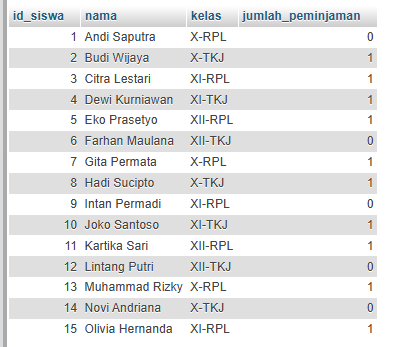 id_siswa nama kelas jumlah_peminjaman
1 Andi Saputra X-RPL 0
2 Budi Wijaya X-TKJ 1
3 Citra Lestari XI-RPL 1
4 Dewi Kurniawan XI-TKJ 1
5 Eko Prasetyo XII-RPL 1
6 Farhan Maulana XII-TKJ 0
7 Gita Permata X-RPL 1
8 Hadi Sucipto X-TKJ 1
9 Intan Permadi XI-RPL 0
10 Joko Santoso XI-TKJ 1
11 Kartika Sari XII-RPL 1
12 Lintang Putri XII-TKJ 0
13 Muhammad Rizky X-RPL 1
14 Novi Andriana X-TKJ 0
15 Olivia Hernanda XI-RPL 1